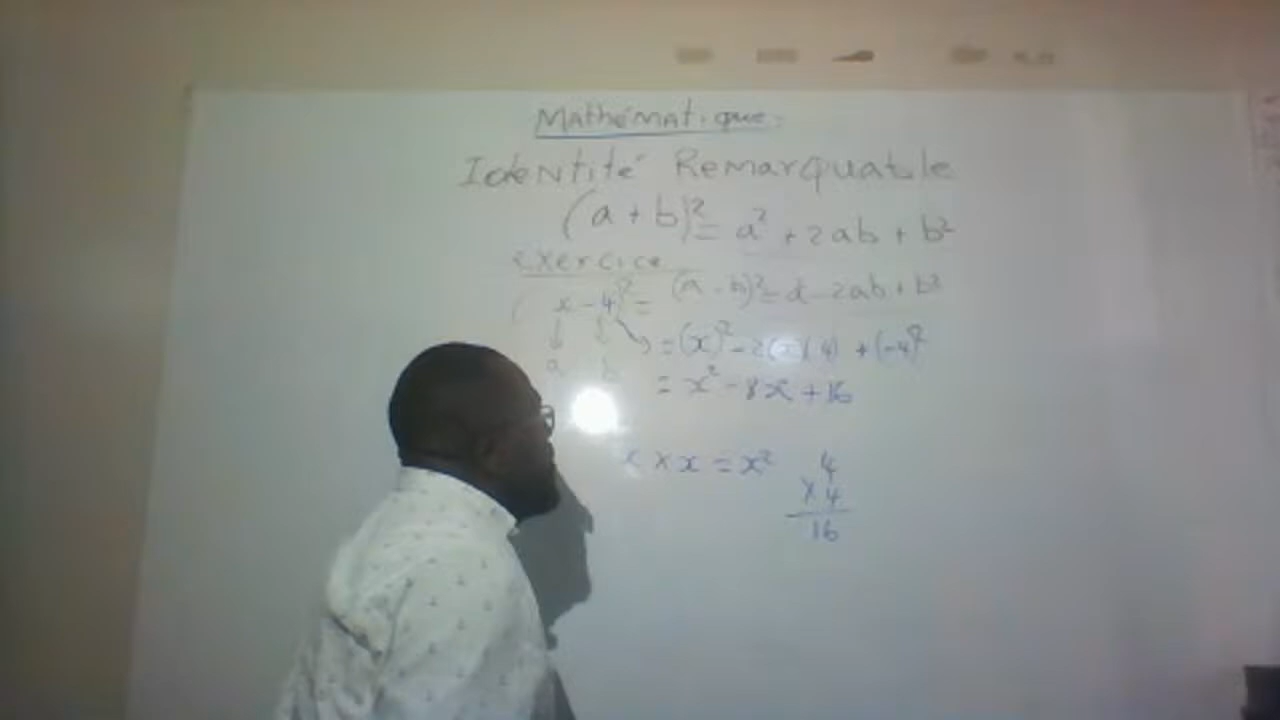 Mathématique:
Identité Remarquable
(a + b)² = a² + 2ab + b²
exercice
(x - 4)² = (a - b)² = a² - 2ab + b²
= (x)² - 2(x)(4) + (-4)²
a b
= x² - 8x + 16
x × x = x²
4
× 4
16